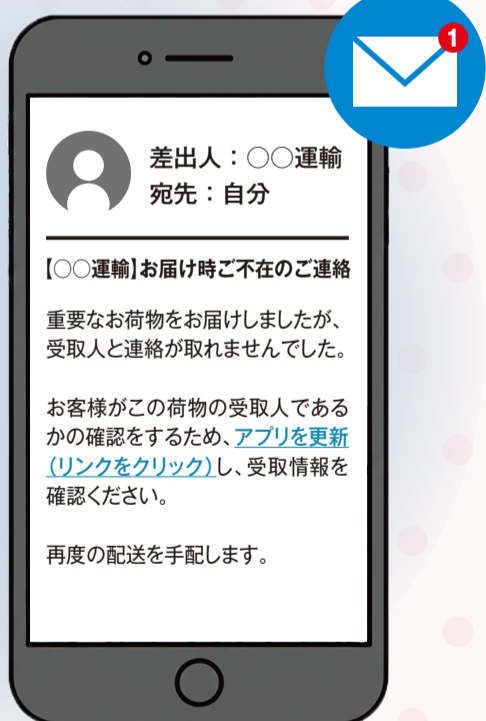 1
差出人：○○運輸
宛先：自分
【○○運輸】お届け時ご不在のご連絡
重要なお荷物をお届けしましたが、
受取人と連絡が取れませんでした。
お客様がこの荷物の受取人である
かの確認をするため、アプリを更新
（リンクをクリック）し、受取情報を
確認ください。
再度の配送を手配します。